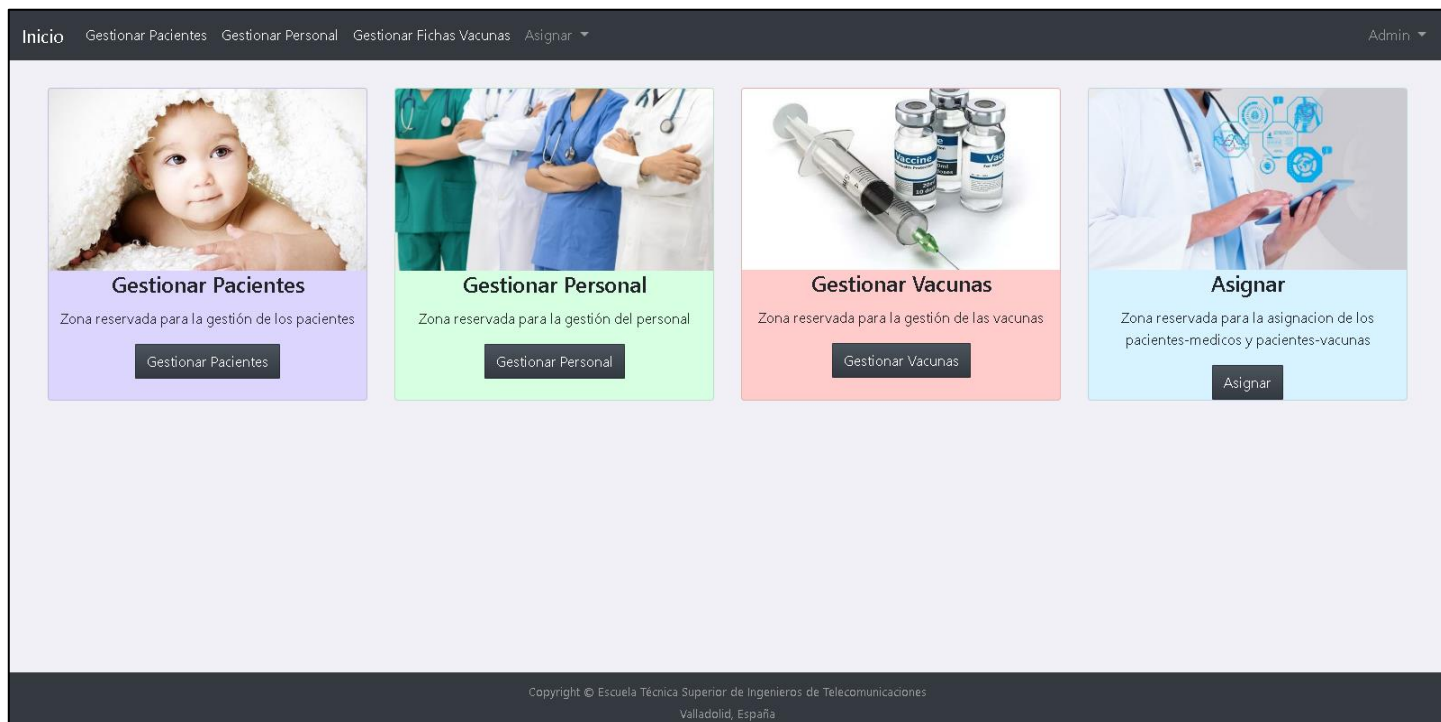 Inicio Gestionar Pacientes Gestionar Personal Gestionar Fichas Vacunas Asignar Admin
Vaccine
Gestionar Pacientes
Zona reservada para la gestión de los pacientes
Gestionar Pacientes
Gestionar Personal
Zona reservada para la gestión del personal
Gestionar Personal
Gestionar Vacunas
Zona reservada para la gestión de las vacunas
Gestionar Vacunas
Asignar
Zona reservada para la asignacion de los
pacientes-medicos y pacientes-vacunas
Asignar
Copyright © Escuela Técnica Superior de Ingenieros de Telecomunicaciones
Valladolid, España